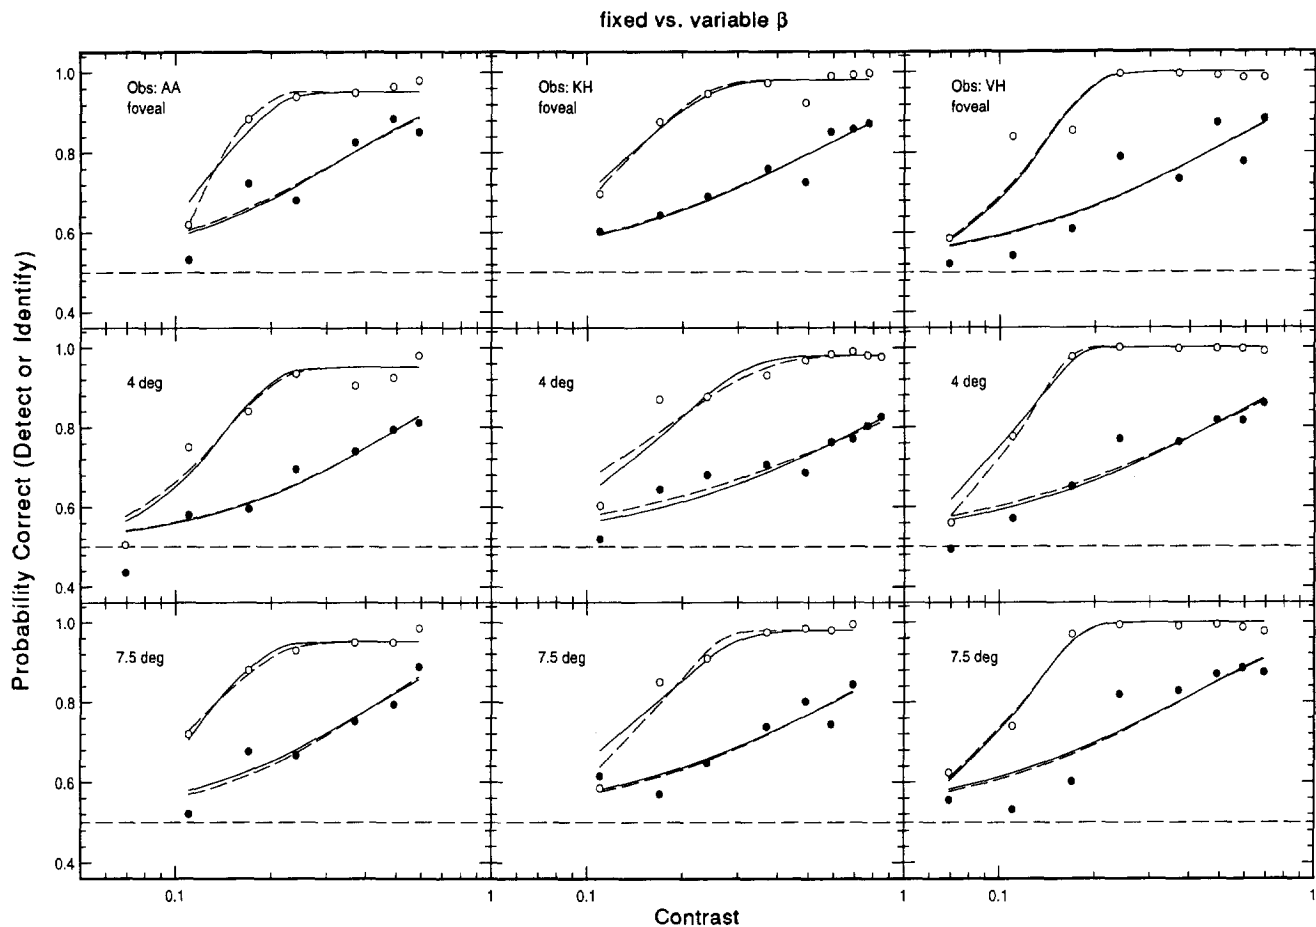 fixed vs. variable β
Probability Correct (Detect or Identify)
1.0
0.8
0.6
0.4
Obs: AA
foveal
Obs: KH
foveal
Obs: VH
foveal
1.0
0.8
0.6
0.4
4 deg
4 deg
4 deg
1.0
0.8
0.6
0.4
7.5 deg
7.5 deg
7.5 deg
0.1
1
0.1
1
0.1
1
Contrast